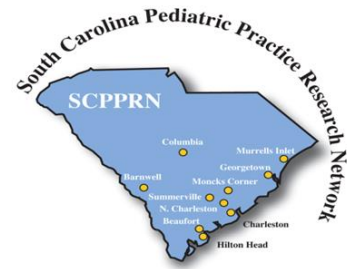 South Carolina Pediatric Practice Research Network
SCPPRN
Columbia
Murrells Inlet
Georgetown
Barnwell
Moncks Corner
Summerville
N. Charleston
Beaufort
Charleston
Hilton Head